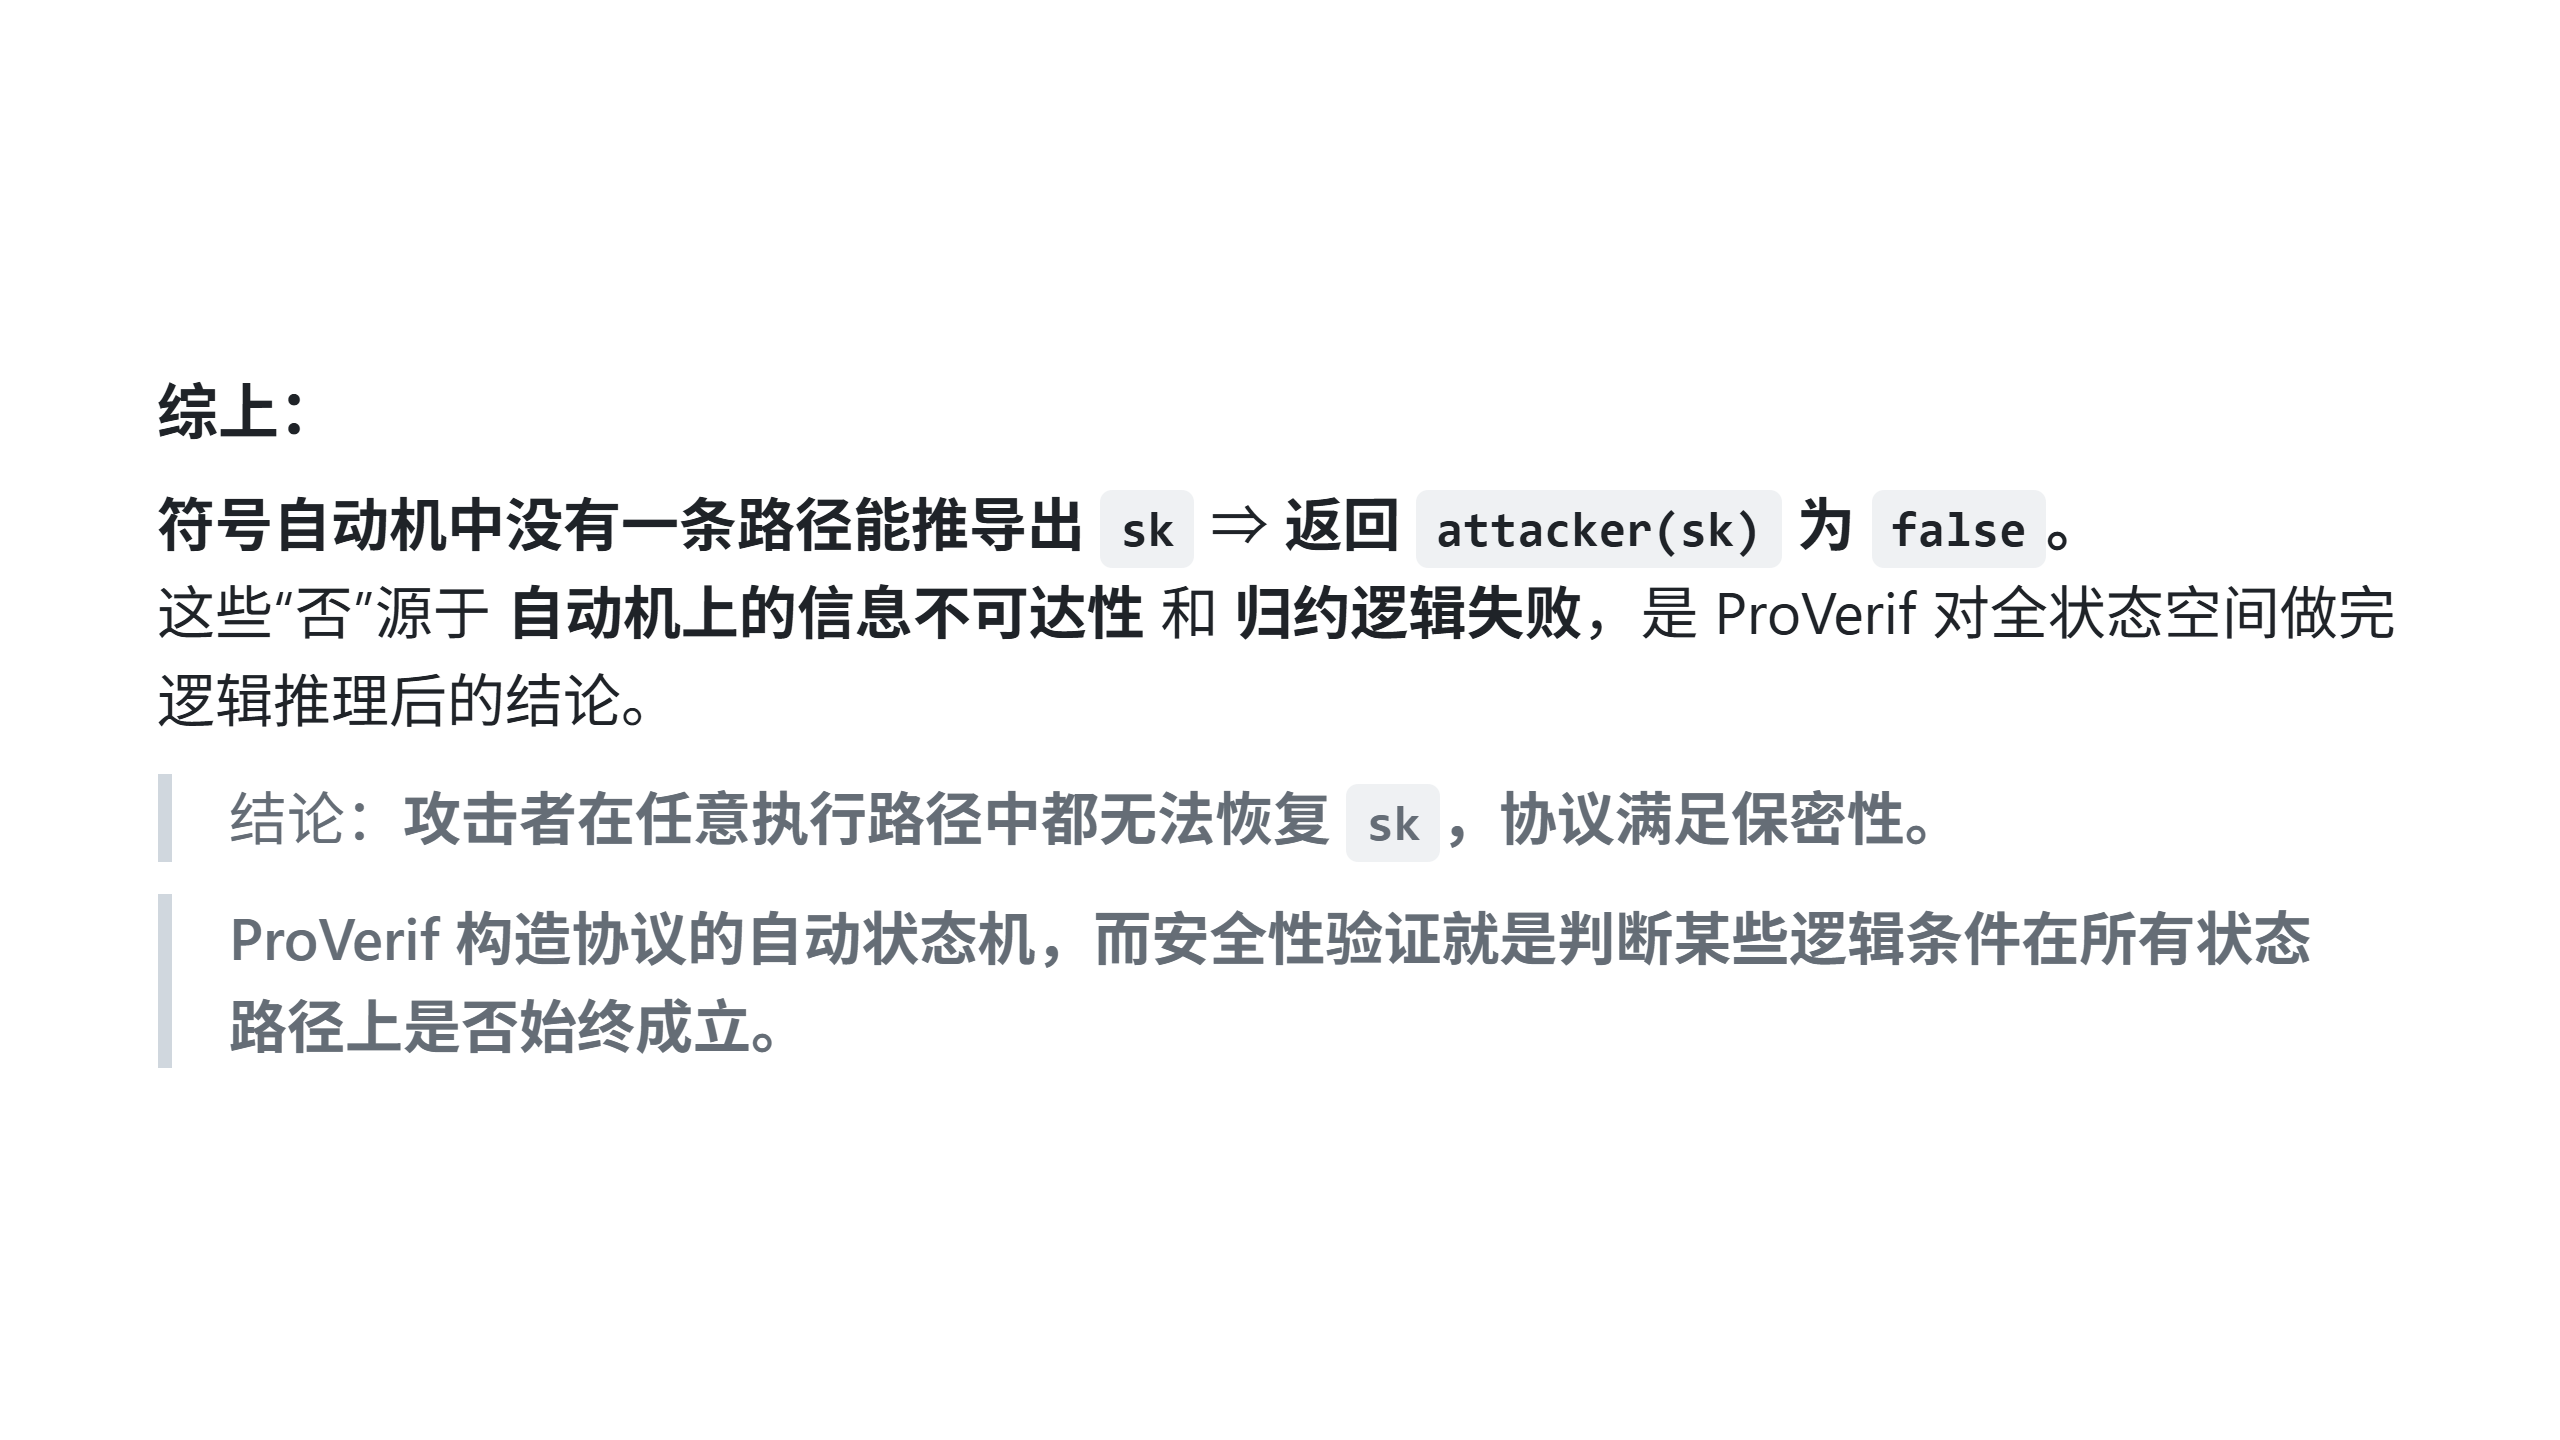 综上：
符号自动机中没有一条路径能推导出 sk ⇒ 返回 attacker(sk) 为 false。
这些“否”源于 自动机上的信息不可达性 和 归约逻辑失败，是 ProVerif 对全状态空间做完
逻辑推理后的结论。
结论：攻击者在任意执行路径中都无法恢复 sk，协议满足保密性。
ProVerif 构造协议的自动状态机，而安全性验证就是判断某些逻辑条件在所有状态
路径上是否始终成立。